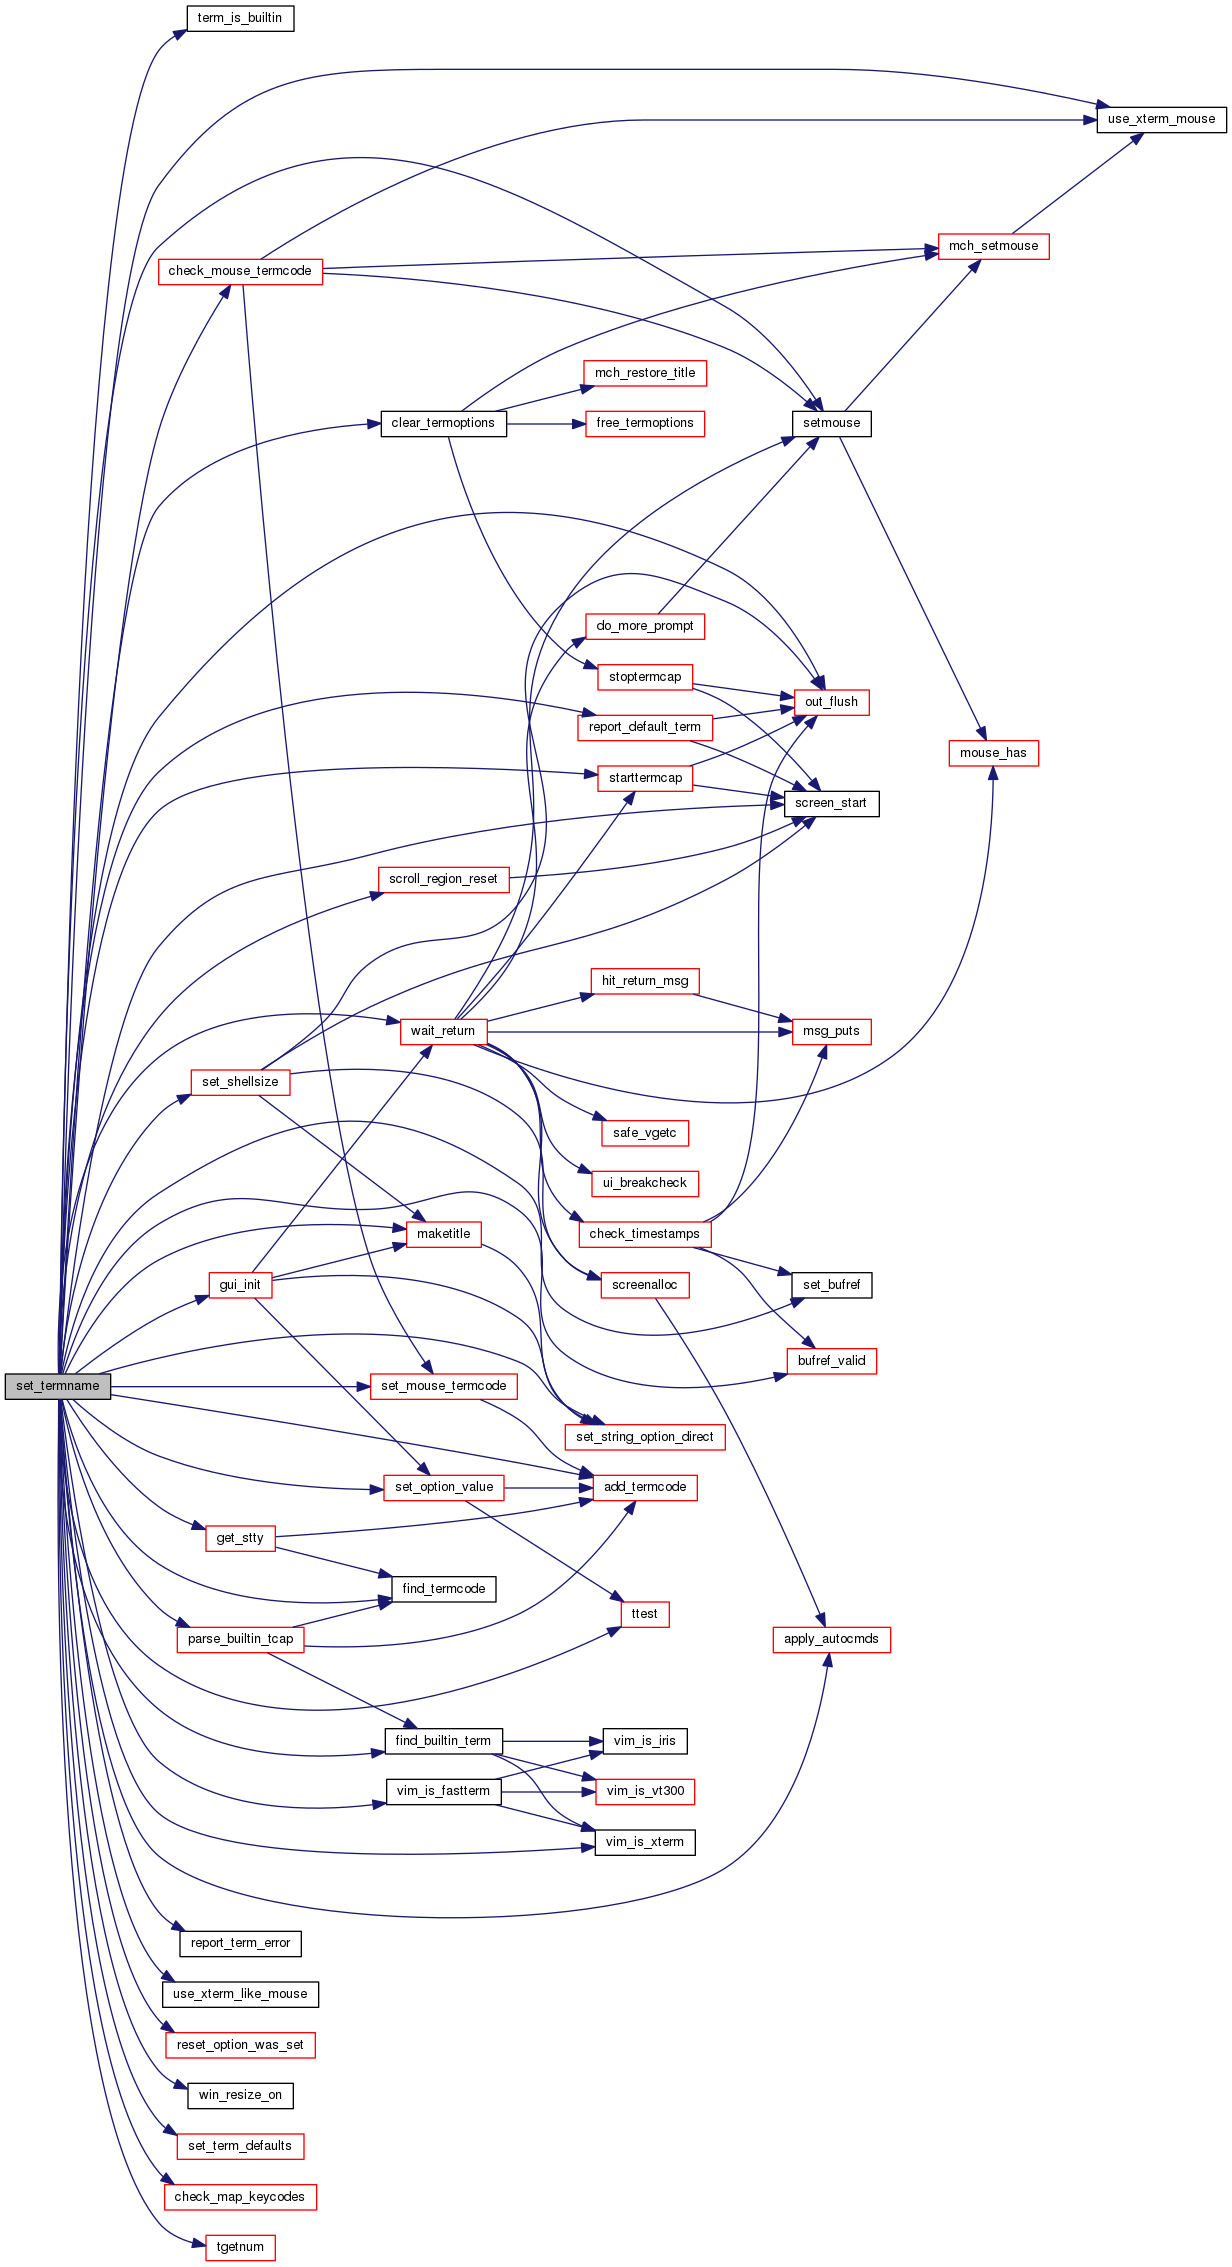 term_is_builtin
use_xterm_mouse
mch_setmouse
check_mouse_termcode
mch_restore_title
clear_termoptions
free_termoptions
setmouse
do_more_prompt
stoptermcap
out_flush
report_default_term
mouse_has
starttermcap
screen_start
scroll_region_reset
hit_return_msg
wait_return
msg_puts
set_shellsize
safe_vgetc
ui_breakcheck
maketitle
check_timestamps
gui_init
screenalloc
set_bufref
bufref_valid
set_termname
set_mouse_termcode
set_string_option_direct
set_option_value
add_termcode
get_stty
find_termcode
ttest
parse_builtin_tcap
apply_autocmds
find_builtin_term
vim_is_iris
vim_is_fastterm
vim_is_vt300
vim_is_xterm
report_term_error
use_xterm_like_mouse
reset_option_was_set
win_resize_on
set_term_defaults
check_map_keycodes
tgetnum